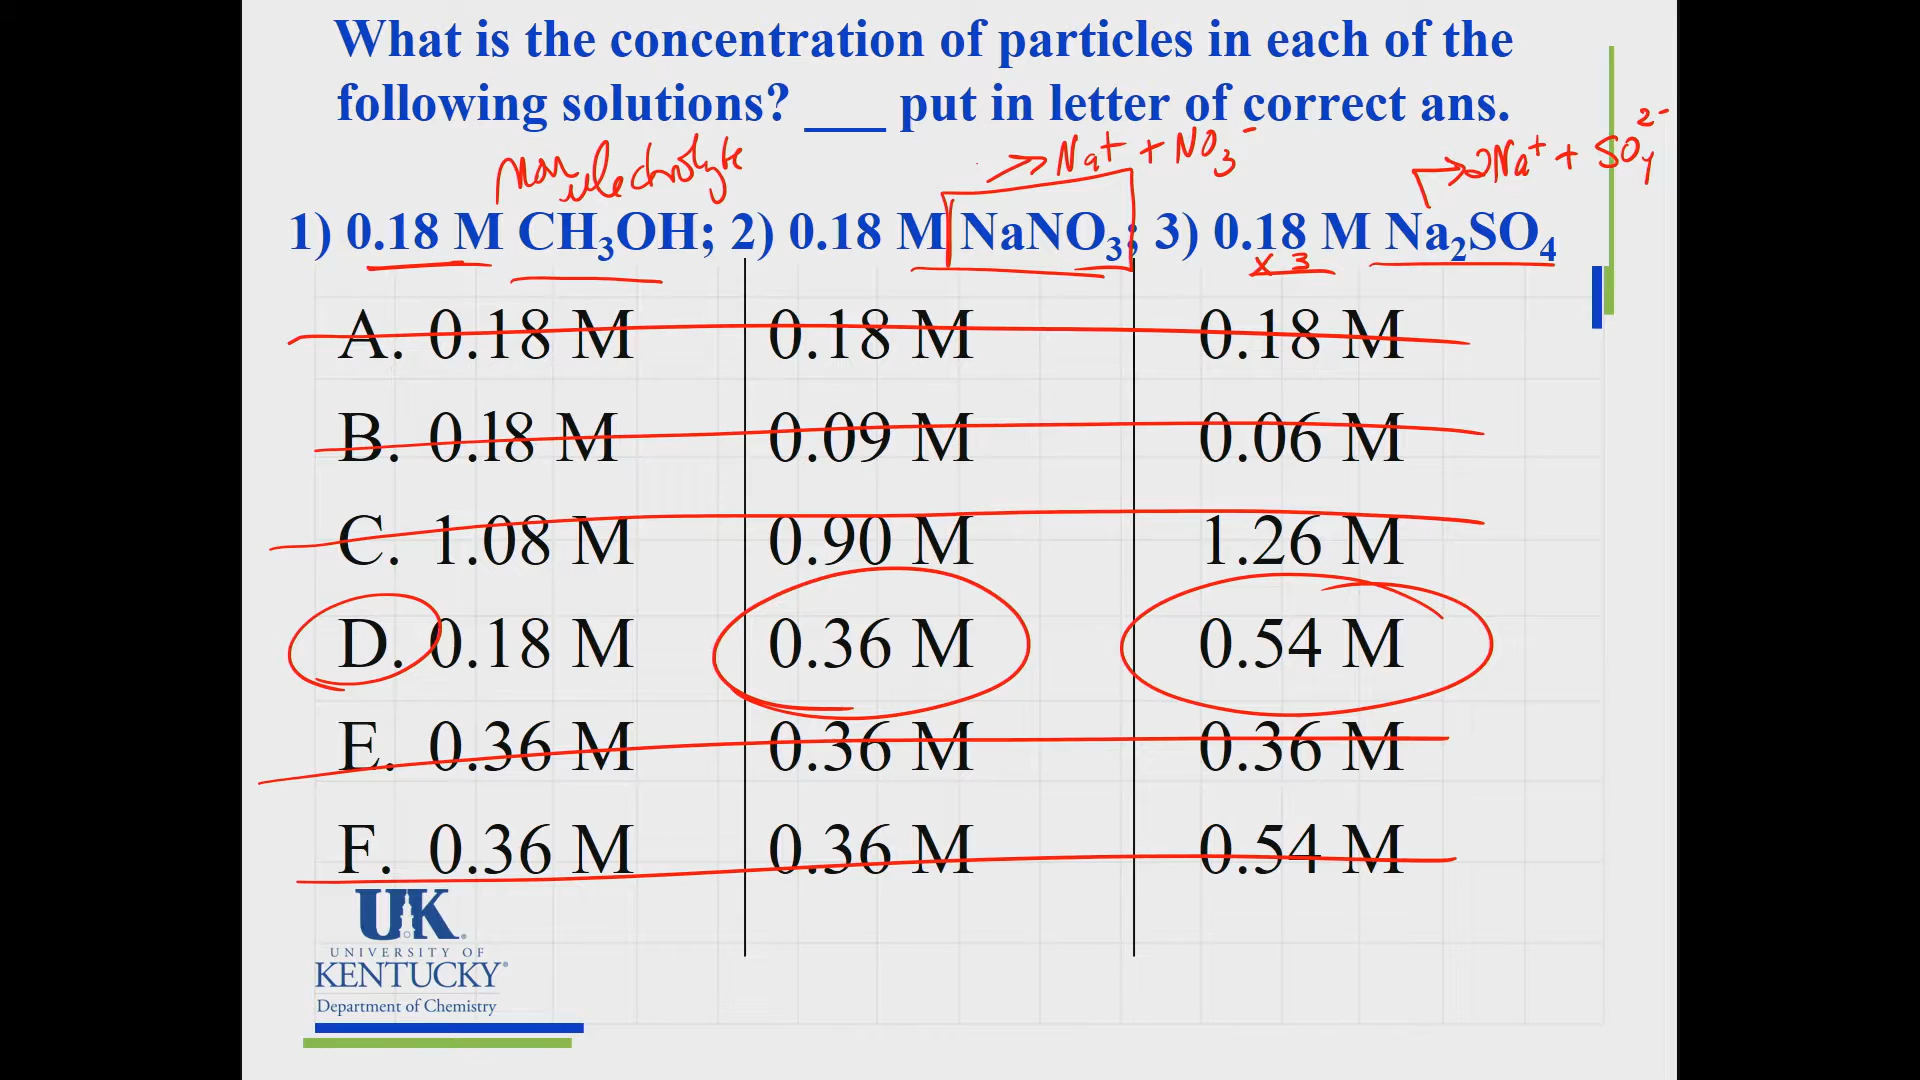 What is the concentration of particles in each of the
following solutions? ___ put in letter of correct ans.
nonelectrolyte → Na⁺ + NO₃⁻ → 2Na⁺ + SO₄²⁻
1) 0.18 M CH₃OH; 2) 0.18 M NaNO₃; 3) 0.18 M Na₂SO₄
x 3
A. 0.18 M 0.18 M 0.18 M
B. 0.18 M 0.09 M 0.06 M
C. 1.08 M 0.90 M 1.26 M
D. 0.18 M 0.36 M 0.54 M
E. 0.36 M 0.36 M 0.36 M
F. 0.36 M 0.36 M 0.54 M
UK
UNIVERSITY OF
KENTUCKY®
Department of Chemistry